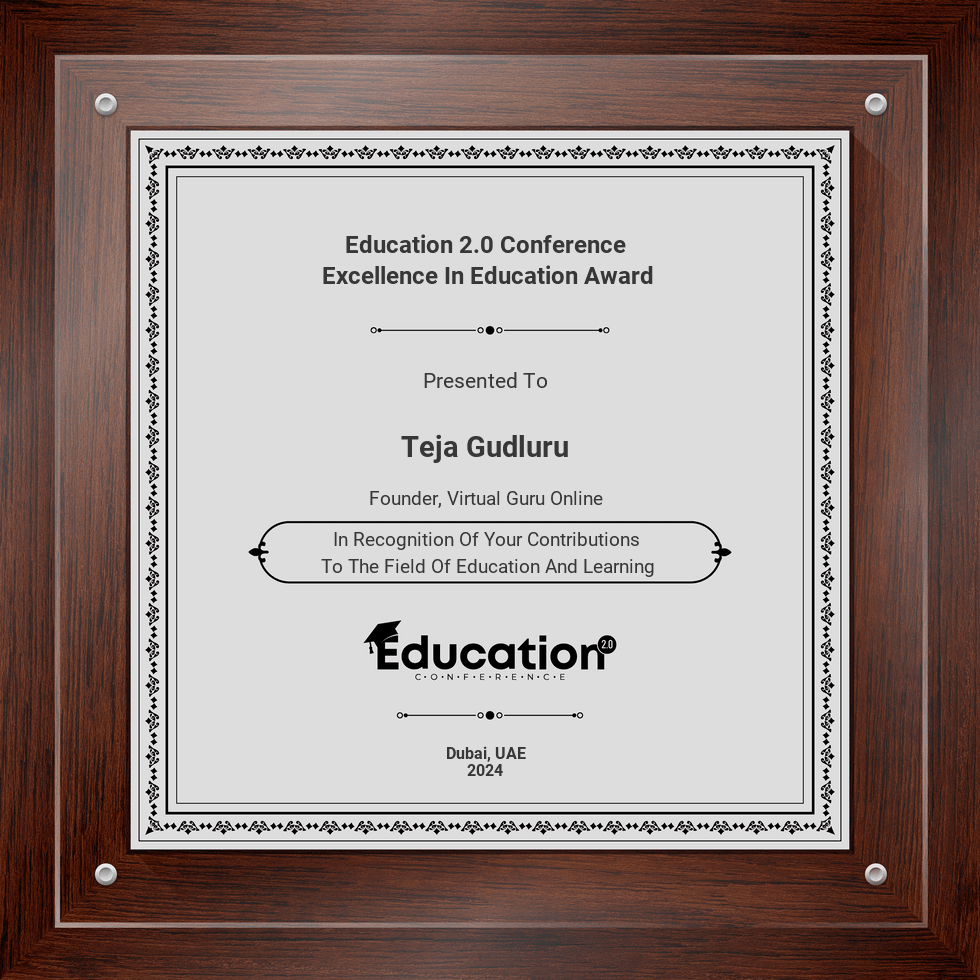 Education 2.0 Conference
Excellence In Education Award
Presented To
Teja Gudluru
Founder, Virtual Guru Online
In Recognition Of Your Contributions
To The Field Of Education And Learning
Education 2.0
C·O·N·F·E·R·E·N·C·E
Dubai, UAE
2024